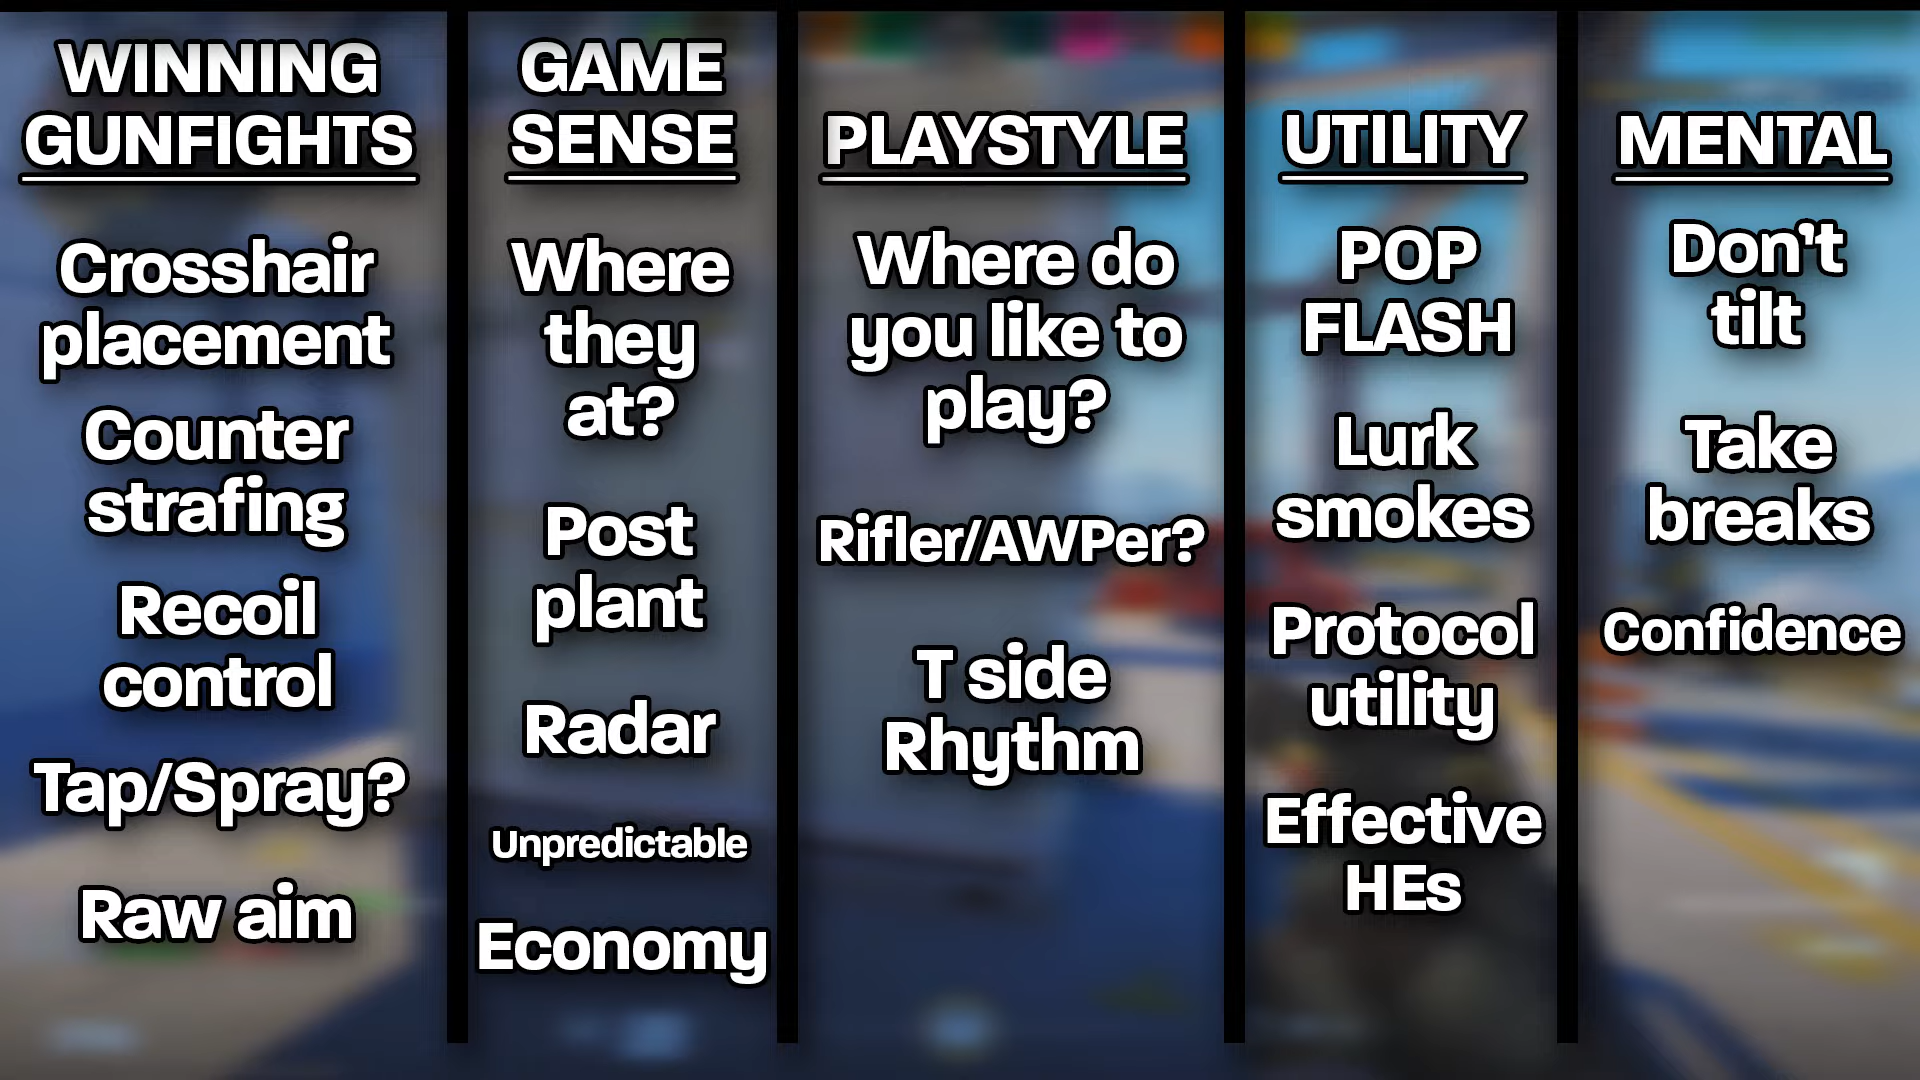 WINNING
GUNFIGHTS
Crosshair
placement
Counter
strafing
Recoil
control
Tap/Spray?
Raw aim
GAME
SENSE
Where
they
at?
Post
plant
Radar
Unpredictable
Economy
PLAYSTYLE
Where do
you like to
play?
Rifler/AWPer?
T side
Rhythm
UTILITY
POP
FLASH
Lurk
smokes
Protocol
utility
Effective
HEs
MENTAL
Don't
tilt
Take
breaks
Confidence